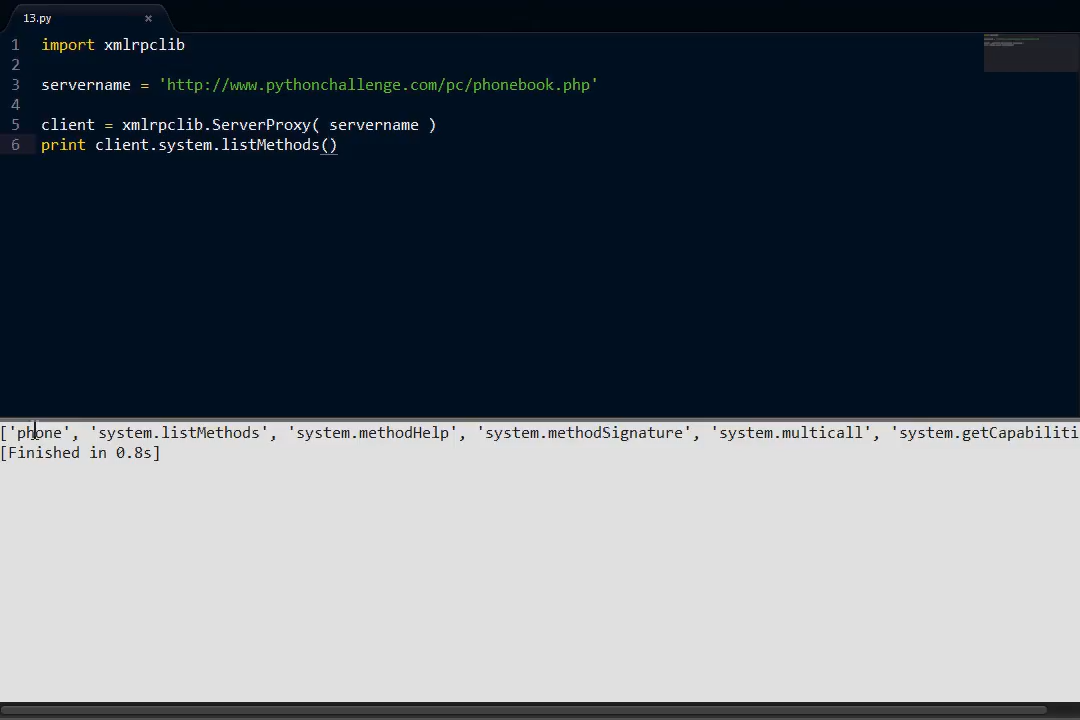 13.py ×
1 import xmlrpclib
2
3 servername = 'http://www.pythonchallenge.com/pc/phonebook.php'
4
5 client = xmlrpclib.ServerProxy( servername )
6 print client.system.listMethods()
['phone', 'system.listMethods', 'system.methodHelp', 'system.methodSignature', 'system.multicall', 'system.getCapabiliti
[Finished in 0.8s]